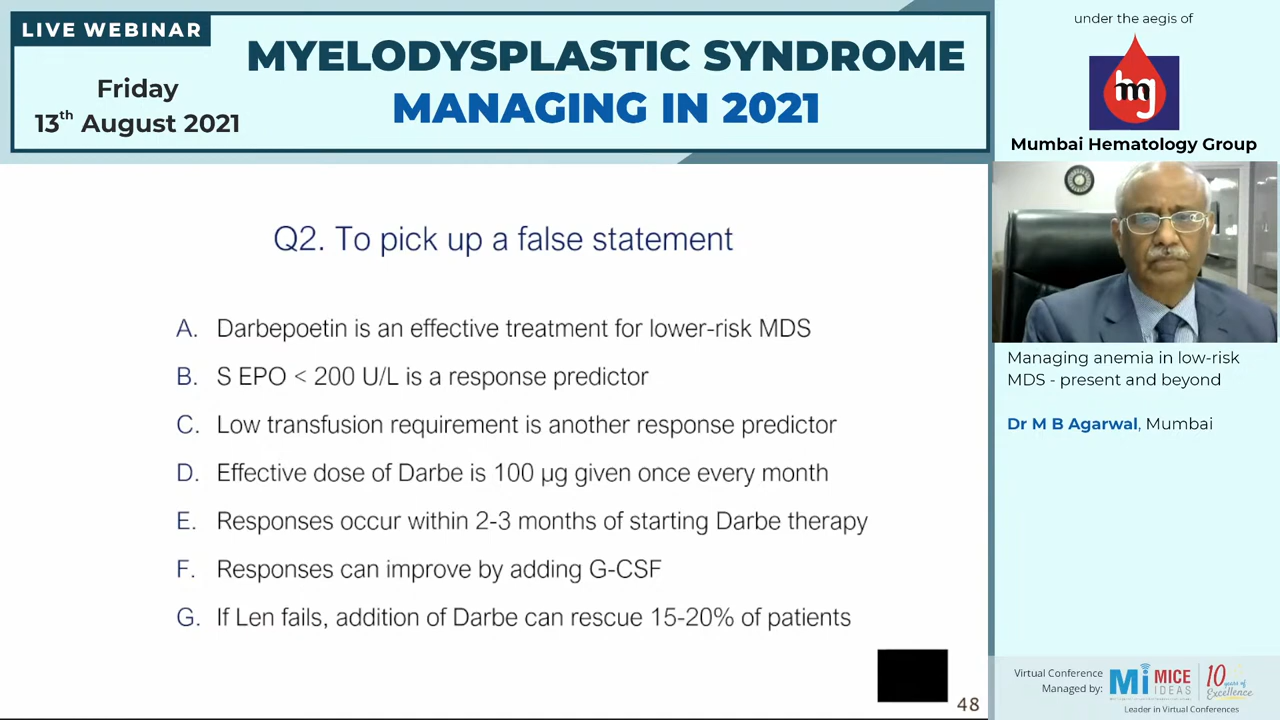 LIVE WEBINAR
Friday
13th August 2021
MYELODYSPLASTIC SYNDROME
MANAGING IN 2021
under the aegis of
hmg
Mumbai Hematology Group
Q2. To pick up a false statement
A. Darbepoetin is an effective treatment for lower-risk MDS
B. S EPO < 200 U/L is a response predictor
C. Low transfusion requirement is another response predictor
D. Effective dose of Darbe is 100 µg given once every month
E. Responses occur within 2-3 months of starting Darbe therapy
F. Responses can improve by adding G-CSF
G. If Len fails, addition of Darbe can rescue 15-20% of patients
48
Managing anemia in low-risk
MDS - present and beyond
Dr M B Agarwal, Mumbai
Virtual Conference
Managed by:
Mi MICE
IDEAS
10 years of
Excellence
Leader in Virtual Conferences